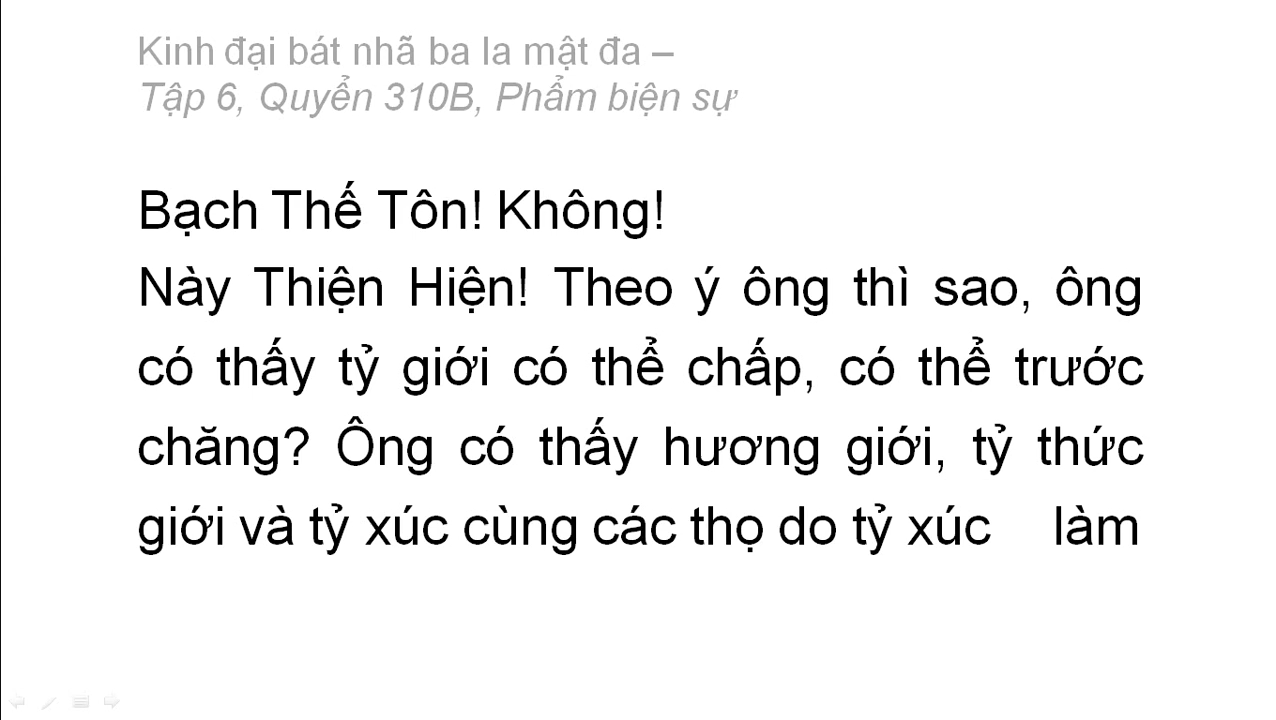 Kinh đại bát nhã ba la mật đa –
Tập 6, Quyển 310B, Phẩm biện sự
Bạch Thế Tôn! Không!
Này Thiện Hiện! Theo ý ông thì sao, ông
có thấy tỷ giới có thể chấp, có thể trước
chăng? Ông có thấy hương giới, tỷ thức
giới và tỷ xúc cùng các thọ do tỷ xúc làm